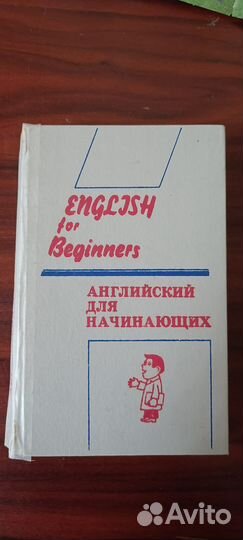 ENGLISH
for
Beginners
АНГЛИЙСКИЙ
ДЛЯ
НАЧИНАЮЩИХ
Avito